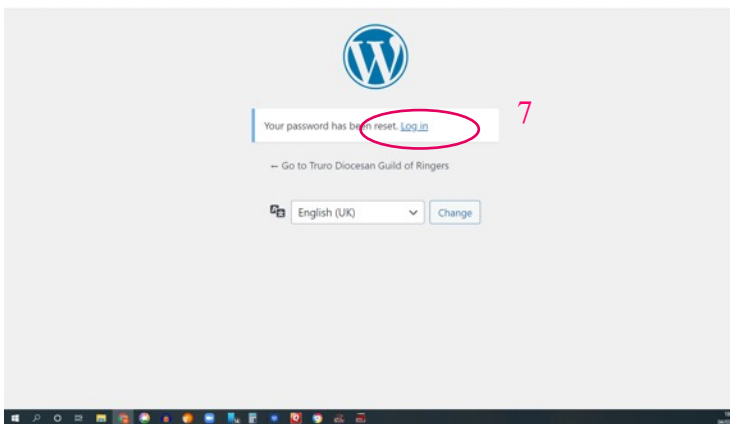 Your password has been reset. Log in
7
← Go to Truro Diocesan Guild of Ringers
English (UK)
Change